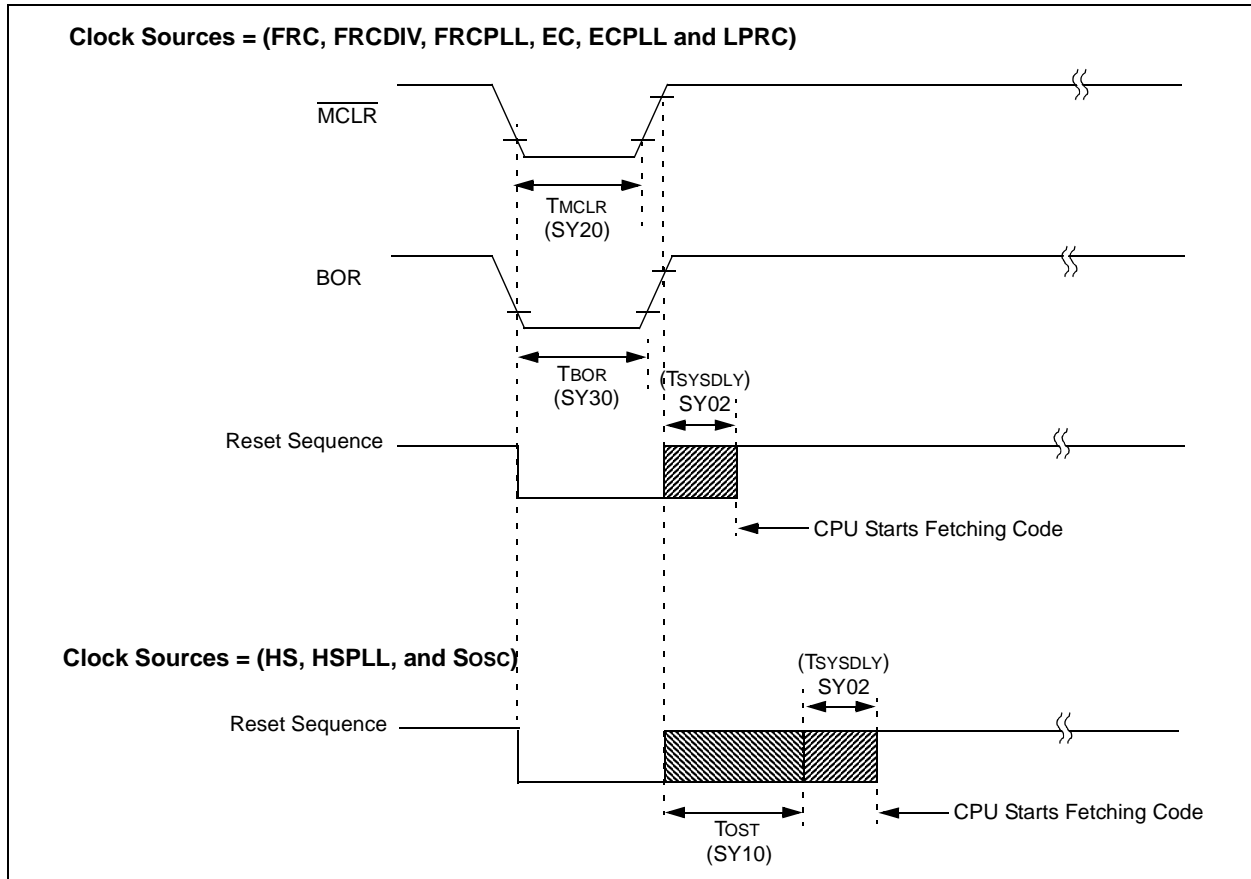 Clock Sources = (FRC, FRCDIV, FRCPLL, EC, ECPLL and LPRC)
MCLR
TMCLR
(SY20)
BOR
TBOR
(SY30)
(TSYSDLY)
SY02
Reset Sequence
CPU Starts Fetching Code
Clock Sources = (HS, HSPLL, and SOSC)
(TSYSDLY)
SY02
Reset Sequence
CPU Starts Fetching Code
TOST
(SY10)